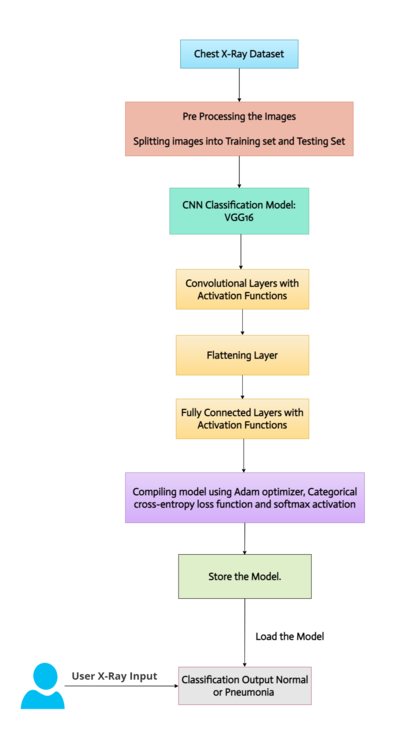 Chest X-Ray Dataset
Pre Processing the Images
Splitting images into Training set and Testing Set
CNN Classification Model:
VGG16
Convolutional Layers with
Activation Functions
Flattening Layer
Fully Connected Layers with
Activation Functions
Compiling model using Adam optimizer, Categorical
cross-entropy loss function and softmax activation
Store the Model.
Load the Model
User X-Ray Input
Classification Output Normal
or Pneumonia